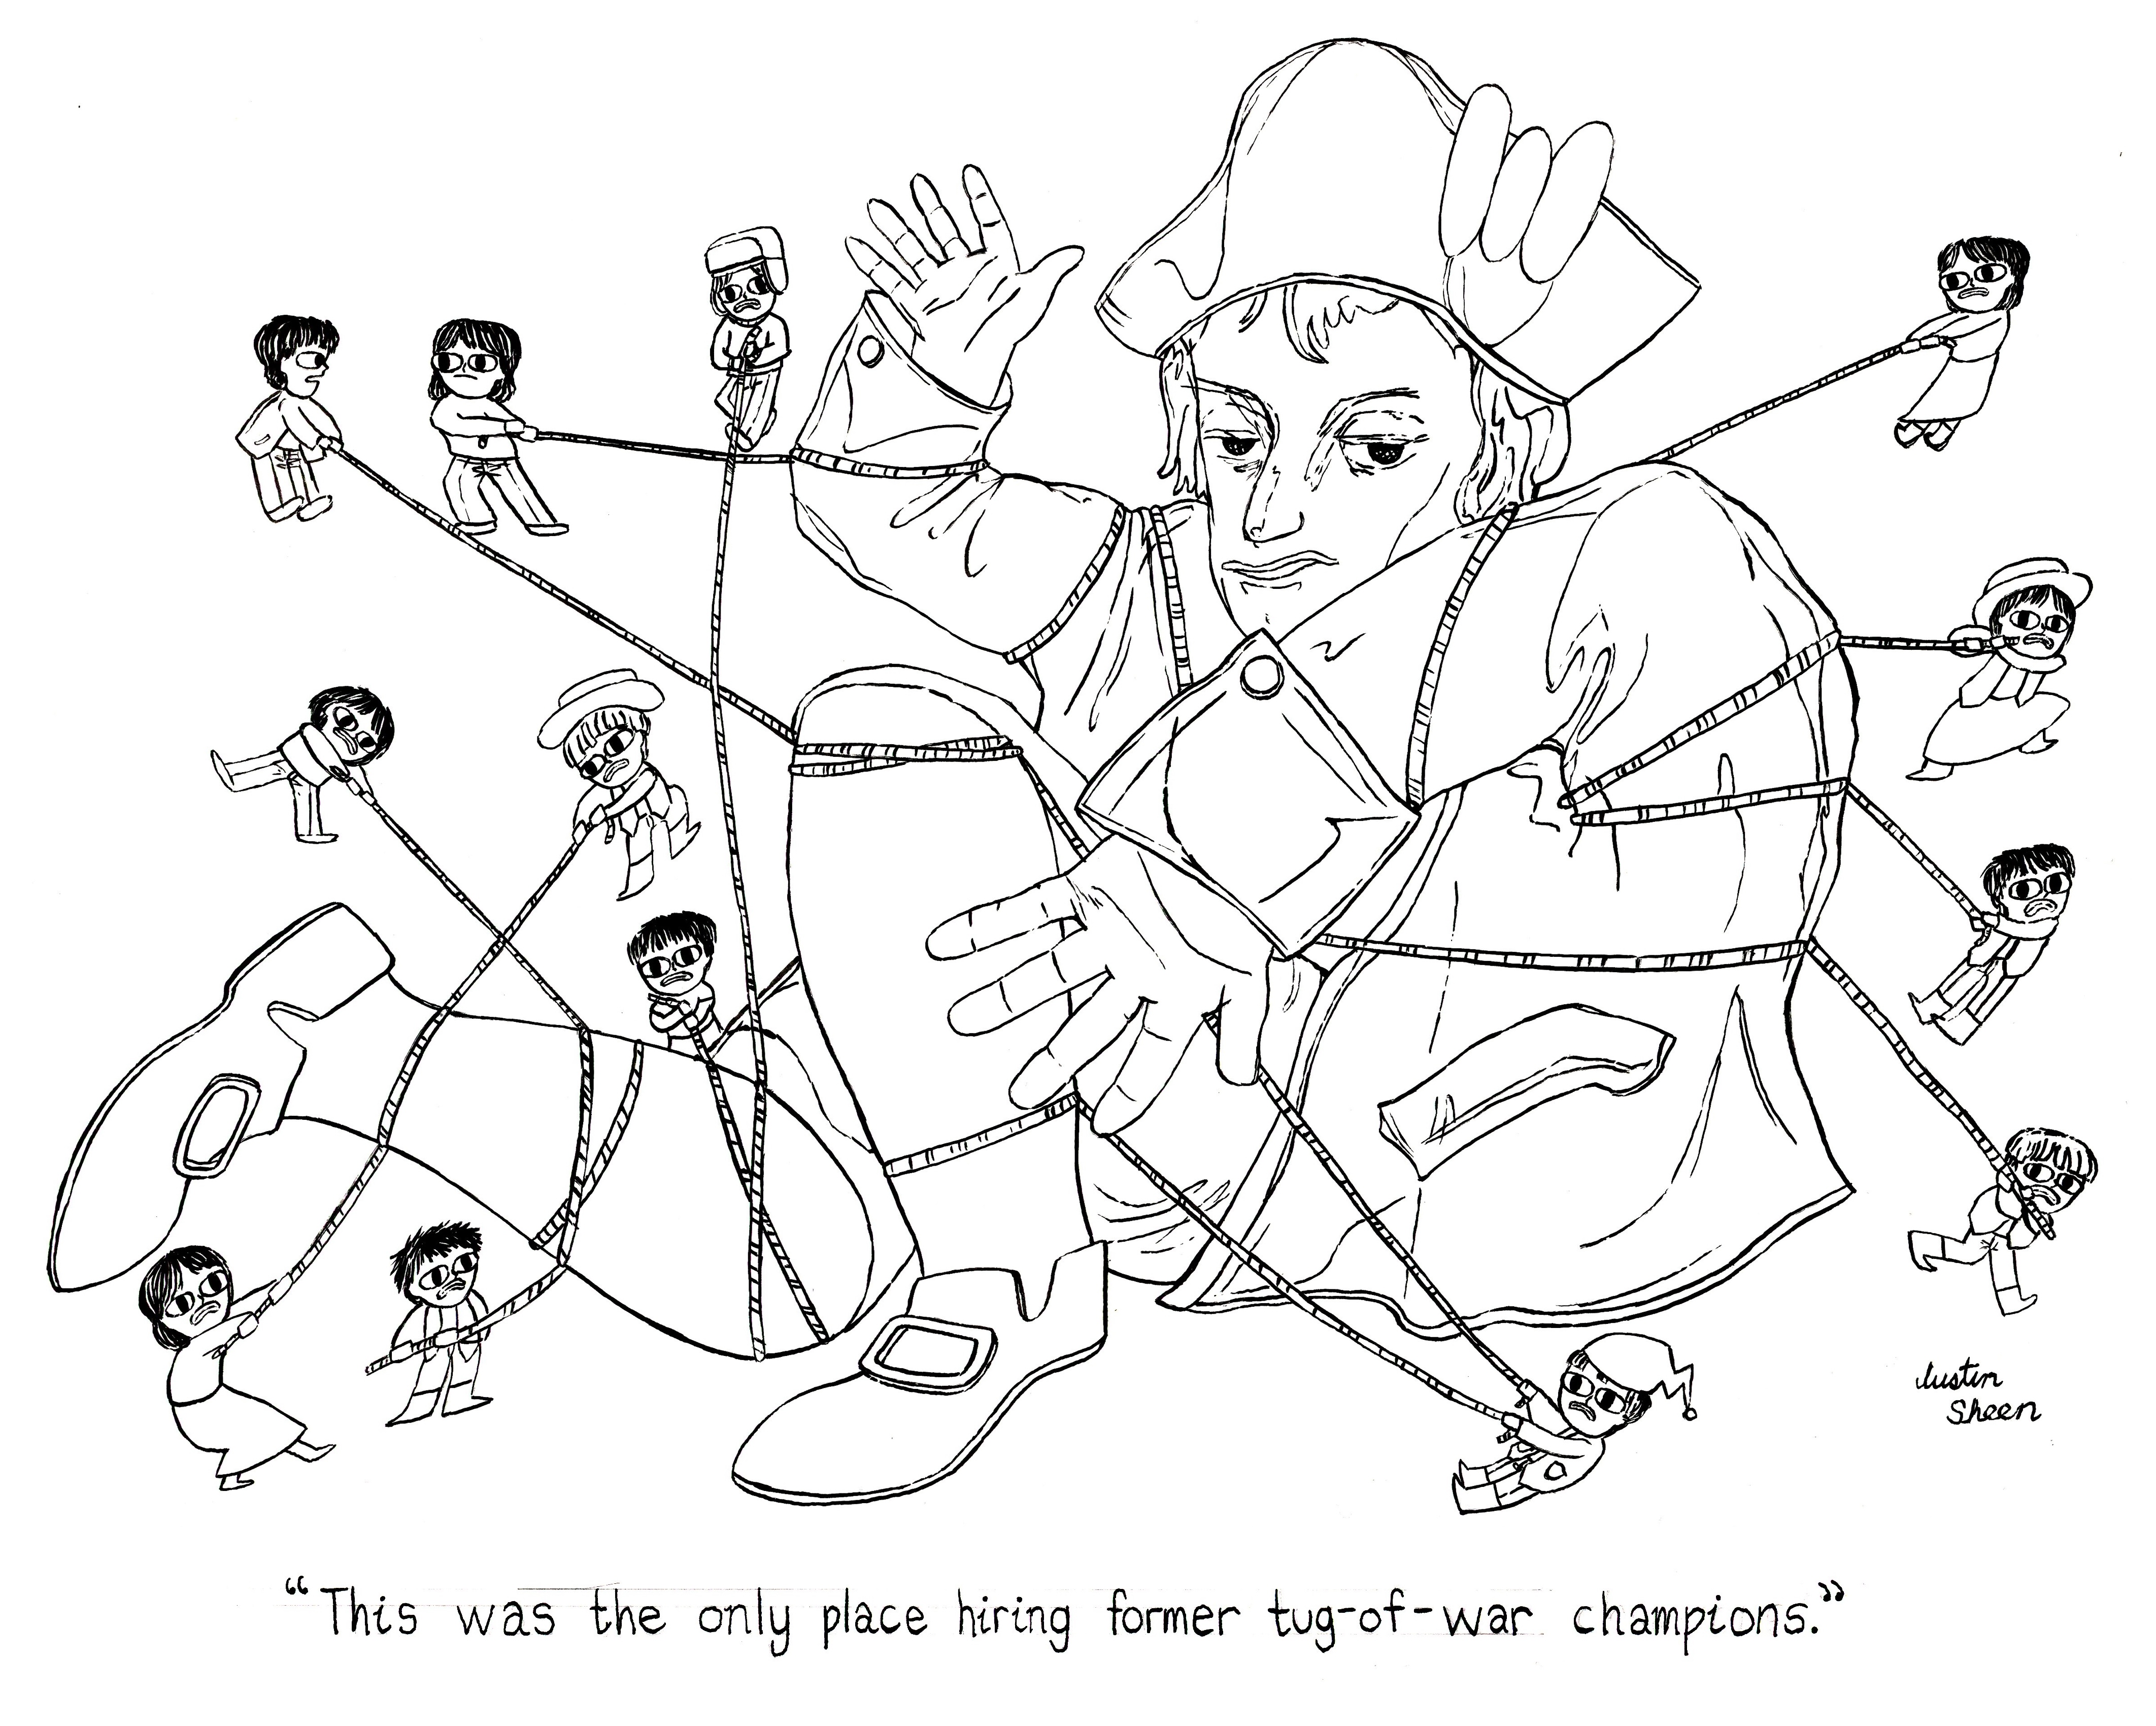 “This was the only place hiring former tug-of-war champions.”
Justin
Sheen